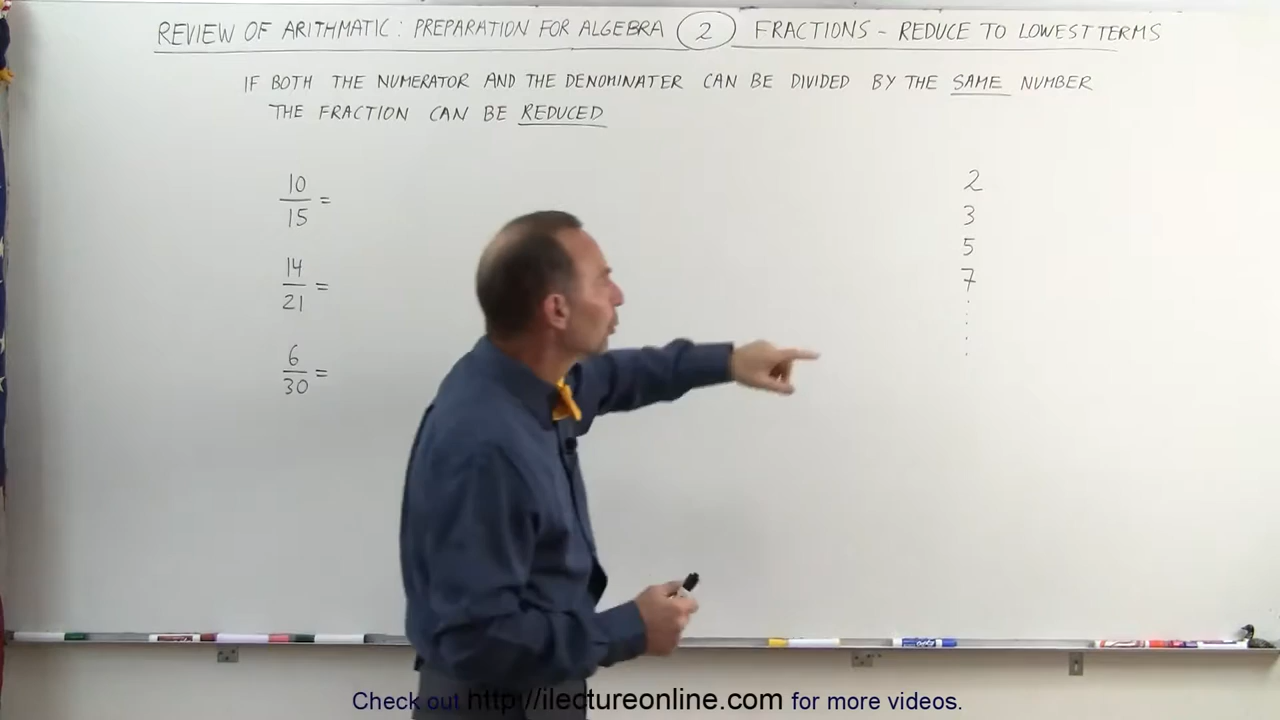 REVIEW OF ARITHMATIC: PREPARATION FOR ALGEBRA 2 FRACTIONS - REDUCE TO LOWEST TERMS
IF BOTH THE NUMERATOR AND THE DENOMINATER CAN BE DIVIDED BY THE SAME NUMBER
THE FRACTION CAN BE REDUCED
10
15 =
14
21 =
6
30 =
2
3
5
7
Check out http://ilectureonline.com for more videos.